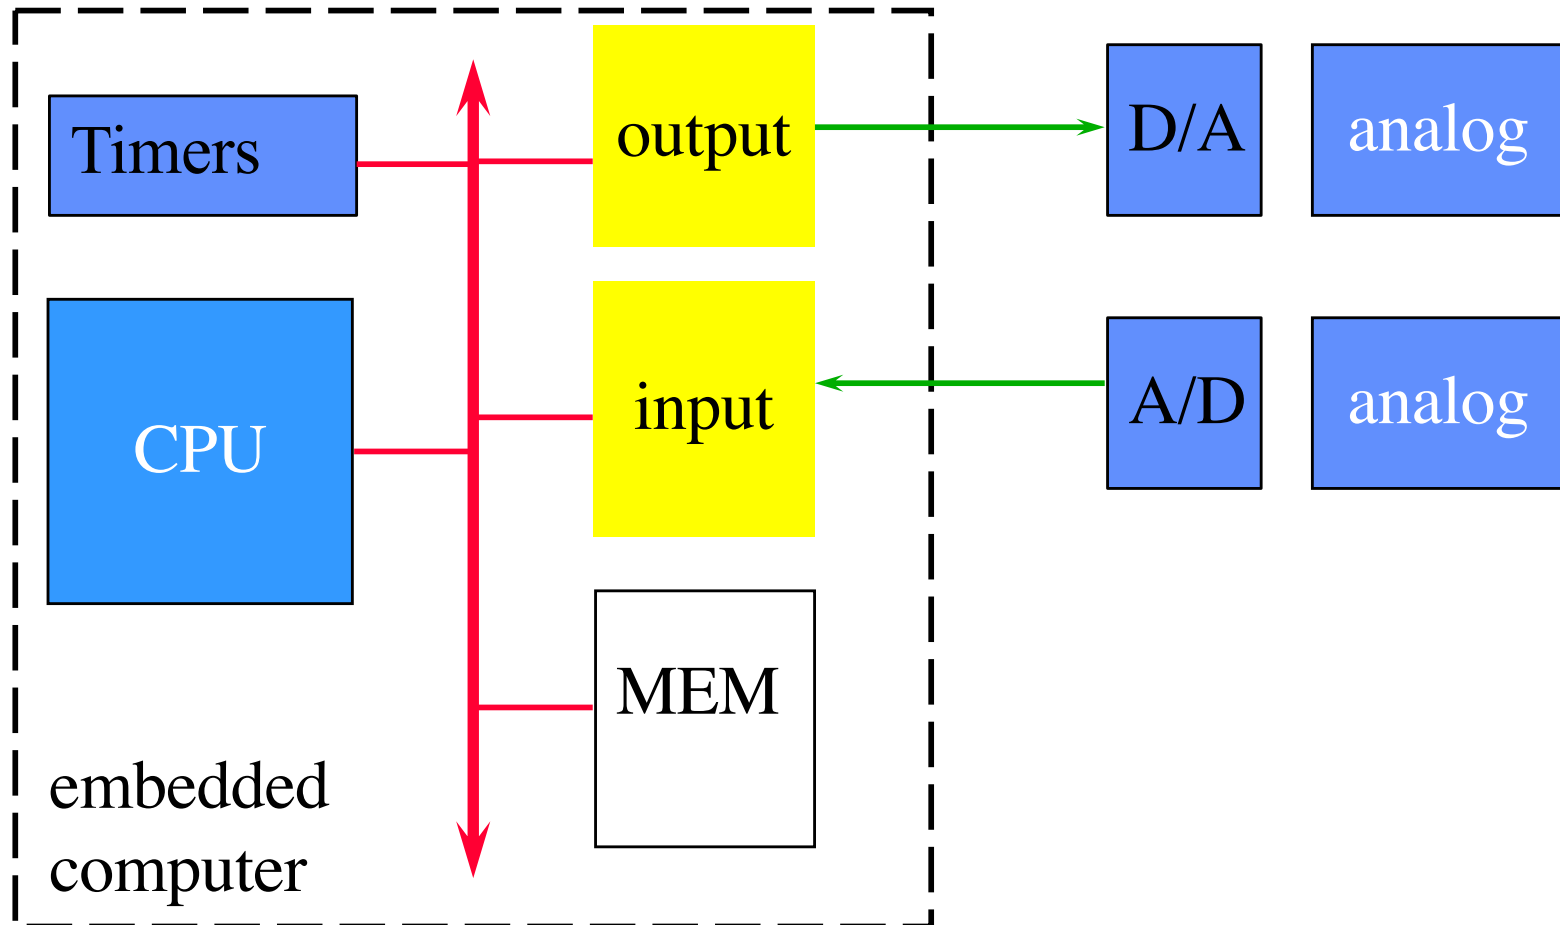 Timers
output
D/A
analog
CPU
input
A/D
analog
MEM
embedded
computer